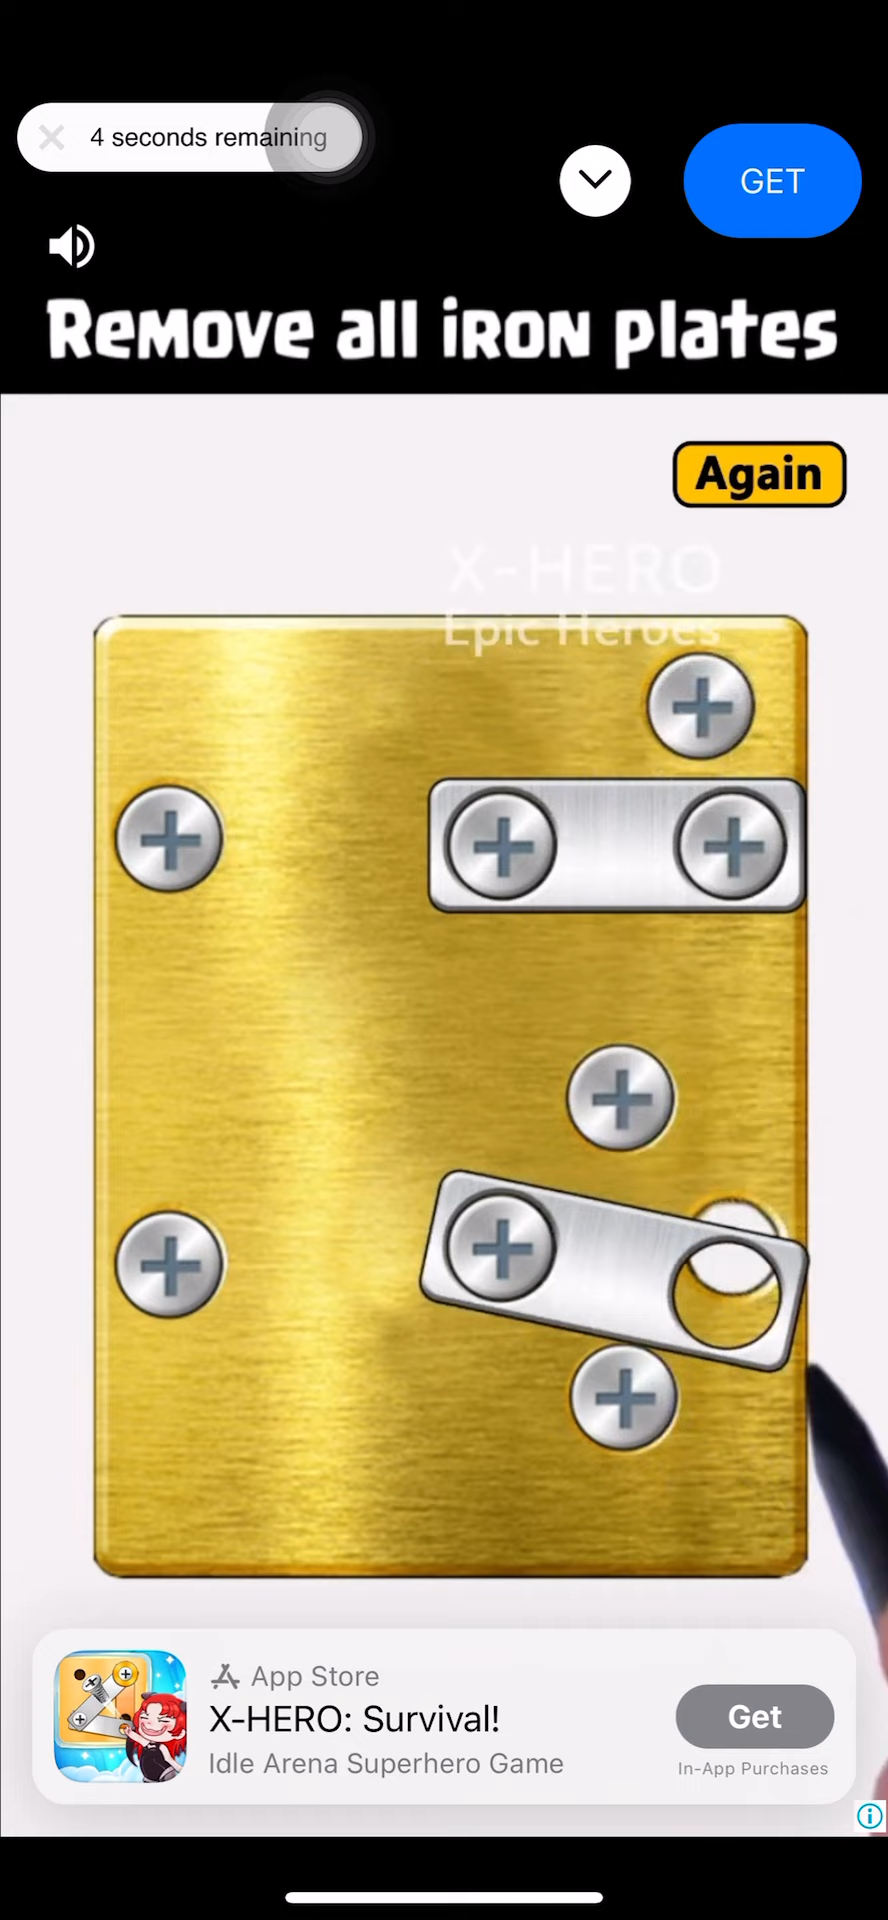 4 seconds remaining
GET
Remove all iron plates
Again
X-HERO
Epic Heroes
App Store
X-HERO: Survival!
Idle Arena Superhero Game
Get
In-App Purchases